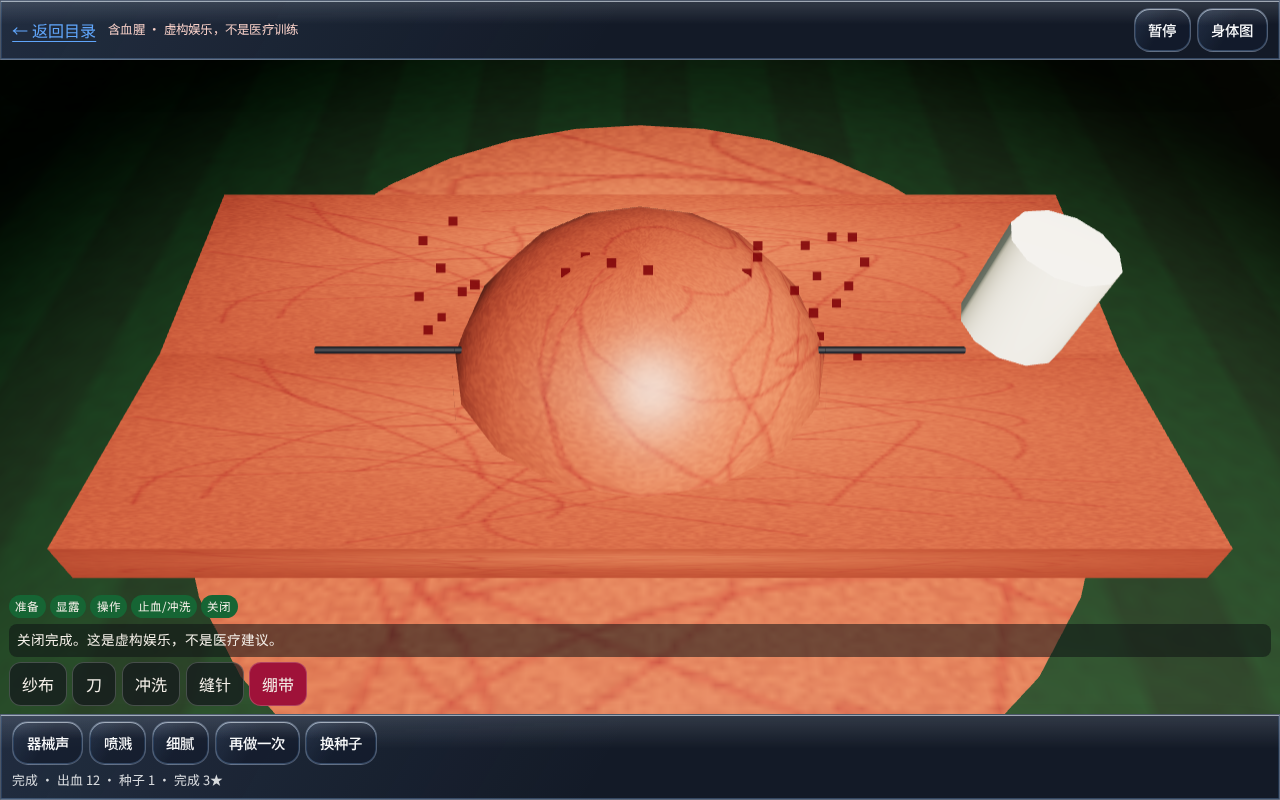 ← 返回目录 含血腥 · 虚构娱乐，不是医疗训练 暂停 身体图
准备 显露 操作 止血/冲洗 关闭
关闭完成。这是虚构娱乐，不是医疗建议。
纱布 刀 冲洗 缝针 绷带
器械声 喷溅 细腻 再做一次 换种子
完成 · 出血 12 · 种子 1 · 完成 3★